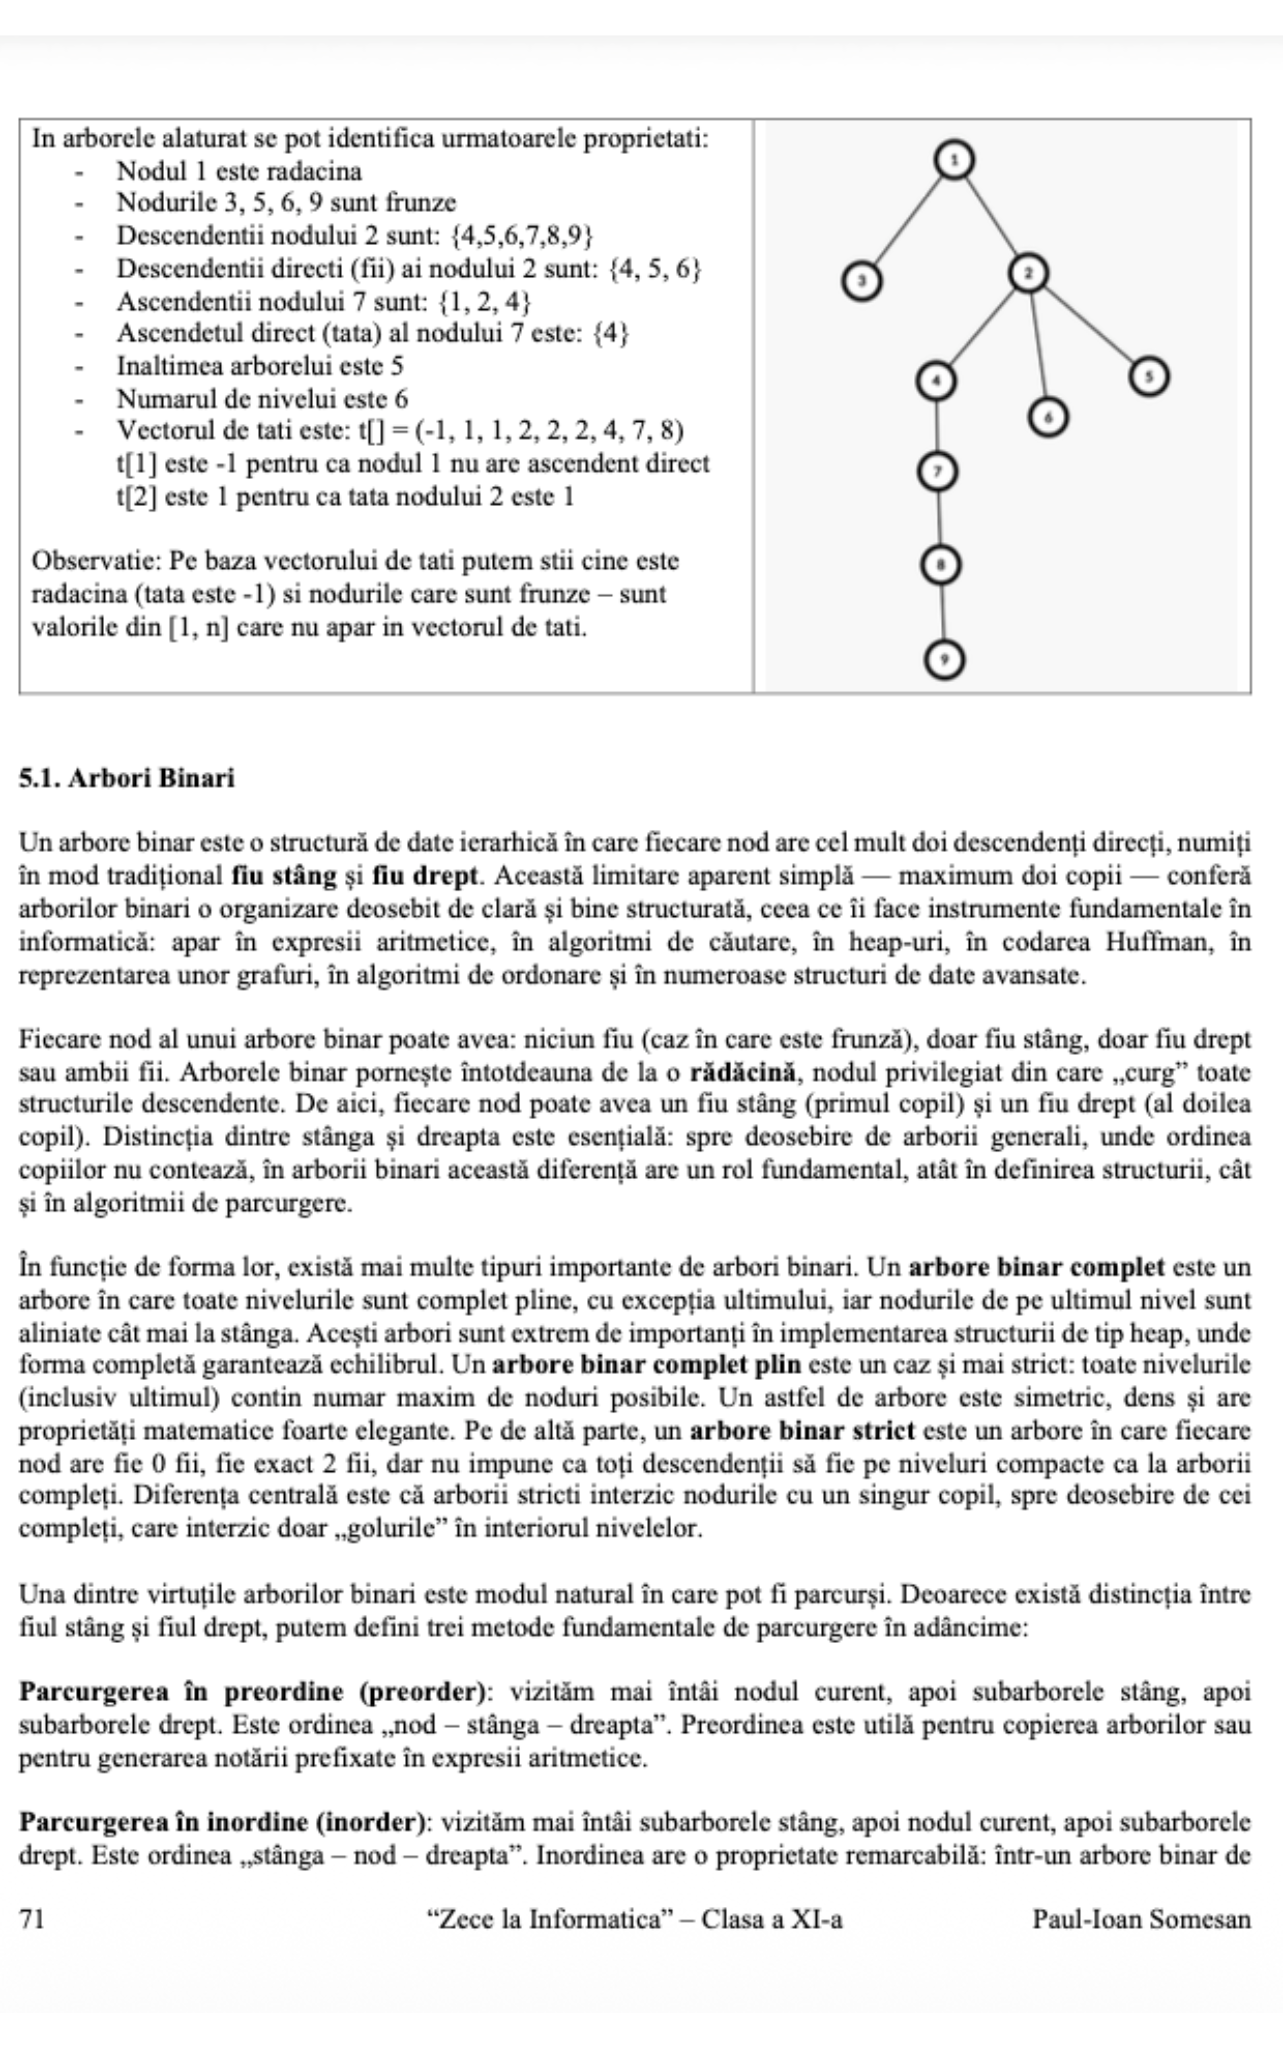 In arborele alaturat se pot identifica urmatoarele proprietati:
- Nodul 1 este radacina
- Nodurile 3, 5, 6, 9 sunt frunze
- Descendentii nodului 2 sunt: {4,5,6,7,8,9}
- Descendentii directi (fii) ai nodului 2 sunt: {4, 5, 6}
- Ascendentii nodului 7 sunt: {1, 2, 4}
- Ascendetul direct (tata) al nodului 7 este: {4}
- Inaltimea arborelui este 5
- Numarul de nivelui este 6
- Vectorul de tati este: t[] = (-1, 1, 1, 2, 2, 2, 4, 7, 8)
t[1] este -1 pentru ca nodul 1 nu are ascendent direct
t[2] este 1 pentru ca tata nodului 2 este 1
Observatie: Pe baza vectorului de tati putem stii cine este
radacina (tata este -1) si nodurile care sunt frunze – sunt
valorile din [1, n] care nu apar in vectorul de tati.
1
3
2
4
5
6
7
8
9
5.1. Arbori Binari
Un arbore binar este o structură de date ierarhică în care fiecare nod are cel mult doi descendenți direcți, numiți
în mod tradițional fiu stâng și fiu drept. Această limitare aparent simplă — maximum doi copii — conferă
arborilor binari o organizare deosebit de clară și bine structurată, ceea ce îi face instrumente fundamentale în
informatică: apar în expresii aritmetice, în algoritmi de căutare, în heap-uri, în codarea Huffman, în
reprezentarea unor grafuri, în algoritmi de ordonare și în numeroase structuri de date avansate.
Fiecare nod al unui arbore binar poate avea: niciun fiu (caz în care este frunză), doar fiu stâng, doar fiu drept
sau ambii fii. Arborele binar pornește întotdeauna de la o rădăcină, nodul privilegiat din care „curg” toate
structurile descendente. De aici, fiecare nod poate avea un fiu stâng (primul copil) și un fiu drept (al doilea
copil). Distincția dintre stânga și dreapta este esențială: spre deosebire de arborii generali, unde ordinea
copiilor nu contează, în arborii binari această diferență are un rol fundamental, atât în definirea structurii, cât
și în algoritmii de parcurgere.
În funcție de forma lor, există mai multe tipuri importante de arbori binari. Un arbore binar complet este un
arbore în care toate nivelurile sunt complet pline, cu excepția ultimului, iar nodurile de pe ultimul nivel sunt
aliniate cât mai la stânga. Acești arbori sunt extrem de importanți în implementarea structurii de tip heap, unde
forma completă garantează echilibrul. Un arbore binar complet plin este un caz și mai strict: toate nivelurile
(inclusiv ultimul) contin numar maxim de noduri posibile. Un astfel de arbore este simetric, dens și are
proprietăți matematice foarte elegante. Pe de altă parte, un arbore binar strict este un arbore în care fiecare
nod are fie 0 fii, fie exact 2 fii, dar nu impune ca toți descendenții să fie pe niveluri compacte ca la arborii
compleți. Diferența centrală este că arborii stricti interzic nodurile cu un singur copil, spre deosebire de cei
compleți, care interzic doar „golurile” în interiorul nivelelor.
Una dintre virtuțile arborilor binari este modul natural în care pot fi parcurși. Deoarece există distincția între
fiul stâng și fiul drept, putem defini trei metode fundamentale de parcurgere în adâncime:
Parcurgerea în preordine (preorder): vizităm mai întâi nodul curent, apoi subarborele stâng, apoi
subarborele drept. Este ordinea „nod – stânga – dreapta”. Preordinea este utilă pentru copierea arborilor sau
pentru generarea notării prefixate în expresii aritmetice.
Parcurgerea în inordine (inorder): vizităm mai întâi subarborele stâng, apoi nodul curent, apoi subarborele
drept. Este ordinea „stânga – nod – dreapta”. Inordinea are o proprietate remarcabilă: într-un arbore binar de
71 “Zece la Informatica” – Clasa a XI-a Paul-Ioan Somesan